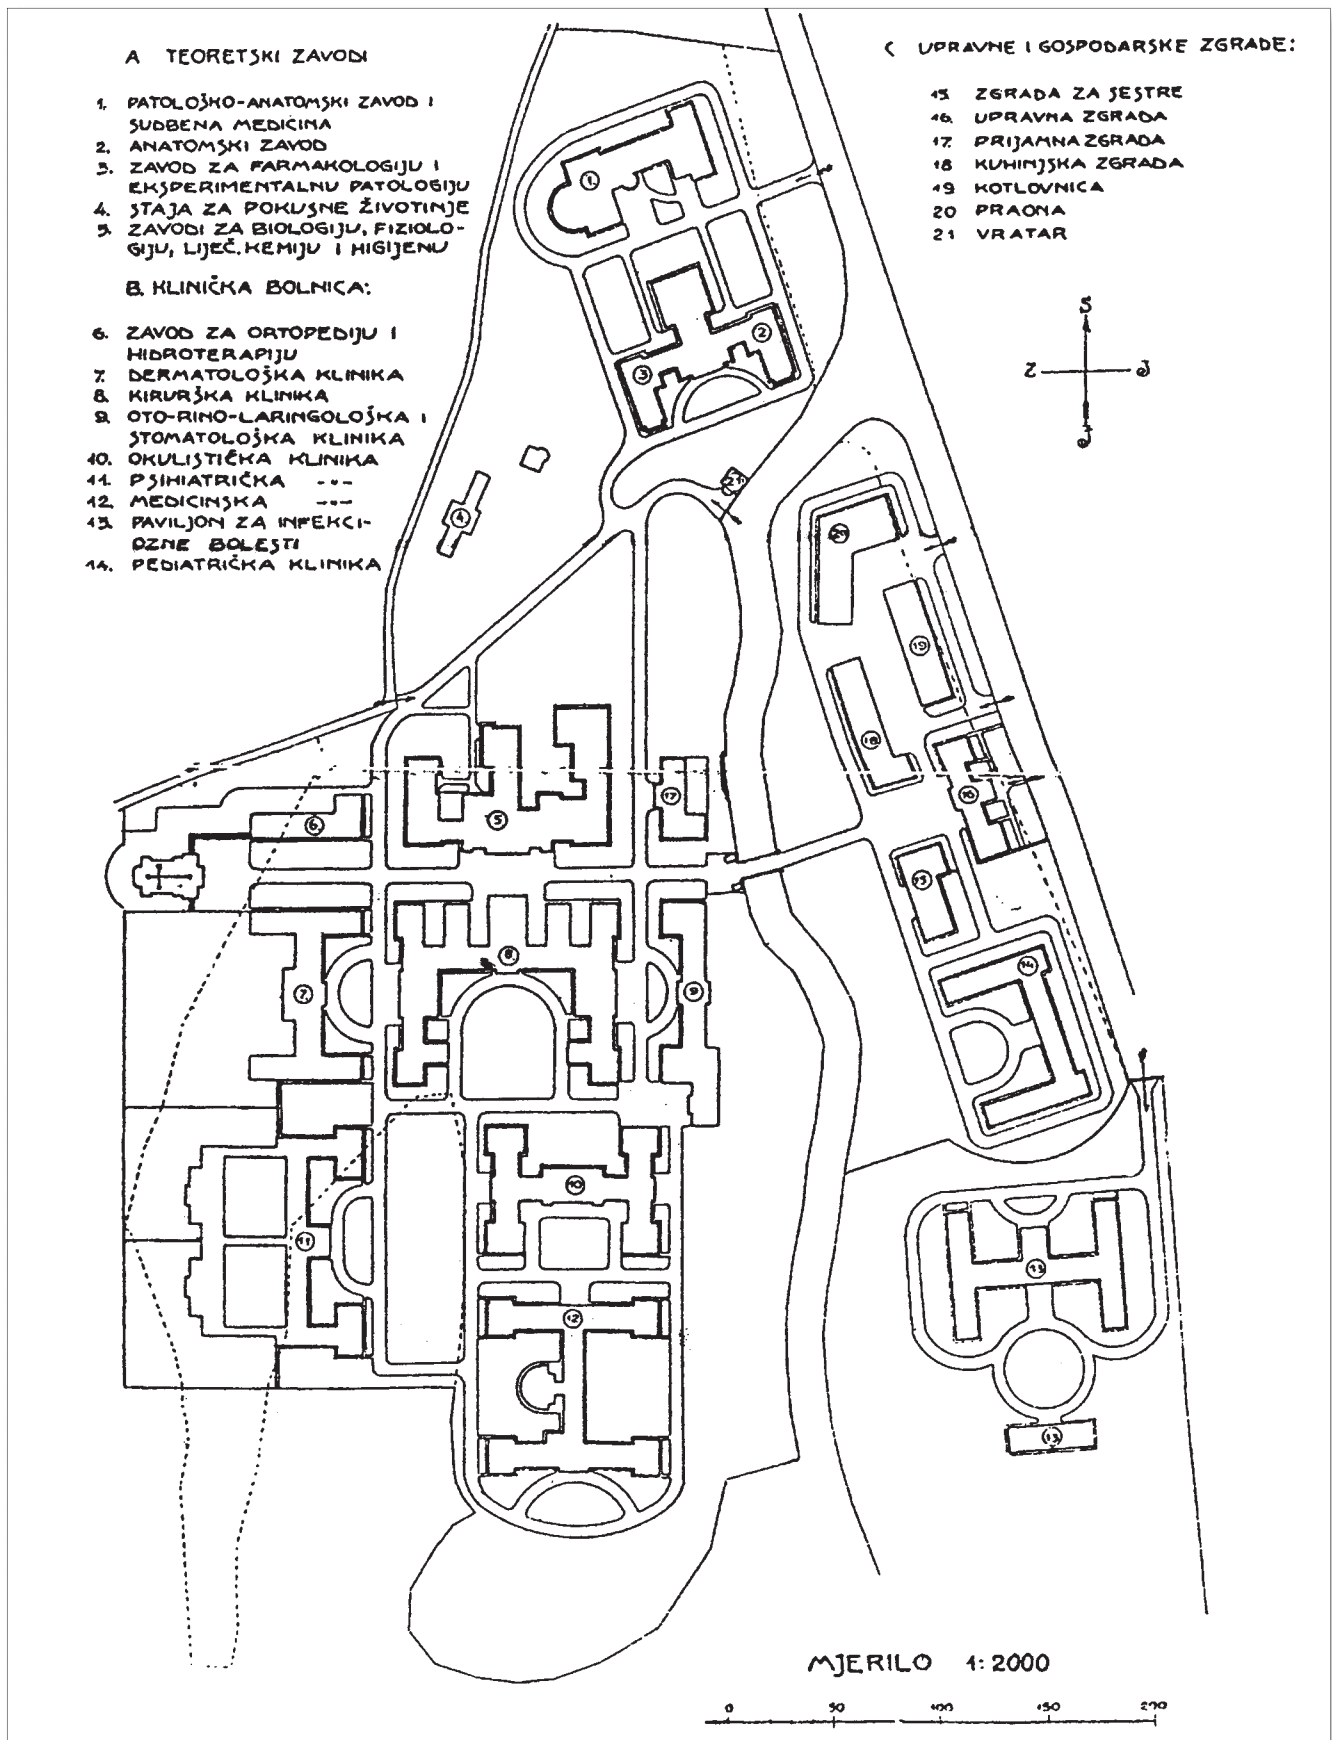 A TEORETSKI ZAVODI
1. PATOLOŠKO-ANATOMSKI ZAVOD I
SUDBENA MEDICINA
2. ANATOMSKI ZAVOD
3. ZAVOD ZA FARMAKOLOGIJU I
EKSPERIMENTALNU PATOLOGIJU
4. STAJA ZA POKUSNE ŽIVOTINJE
5. ZAVODI ZA BIOLOGIJU, FIZIOLO-
GIJU, LIJEČ. KEMIJU I HIGIJENU
B. KLINIČKA BOLNICA:
6. ZAVOD ZA ORTOPEDIJU I
HIDROTERAPIJU
7. DERMATOLOŠKA KLINIKA
8. KIRURŠKA KLINIKA
9. OTO-RINO-LARINGOLOŠKA I
STOMATOLOŠKA KLINIKA
10. OKULISTIČKA KLINIKA
11. PSIHIATRIČKA -"-
12. MEDICINSKA -"-
13. PAVILJON ZA INFEKCI-
OZNE BOLESTI
14. PEDIATRIČKA KLINIKA
C UPRAVNE I GOSPODARSKE ZGRADE:
15 ZGRADA ZA SESTRE
16. UPRAVNA ZGRADA
17. PRIJAMNA ZGRADA
18 KUHINJSKA ZGRADA
19 KOTLOVNICA
20 PRAONA
21 VRATAR
S
Z J
J
1.
2
3
4.
21
21
19
18
16
17
5
6.
15
8.
7.
9
14
10
11
12
13
13
MJERILO 1:2000
0 50 100 150 200